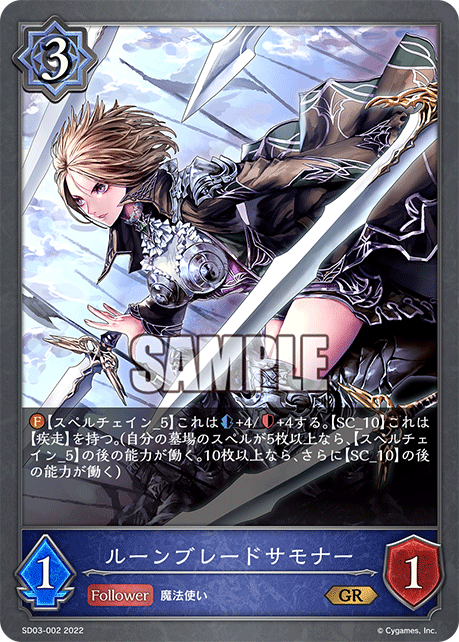 3
SAMPLE
F【スペルチェイン_5】これは+4/+4する。【SC_10】これは
【疾走】を持つ。(自分の墓場のスペルが5枚以上なら、【スペルチェ
イン_5】の後の能力が働く。10枚以上なら、さらに【SC_10】の後
の能力が働く)
ルーンブレードサモナー
1
Follower 魔法使い
GR
1
SD03-002 2022
© Cygames, Inc.